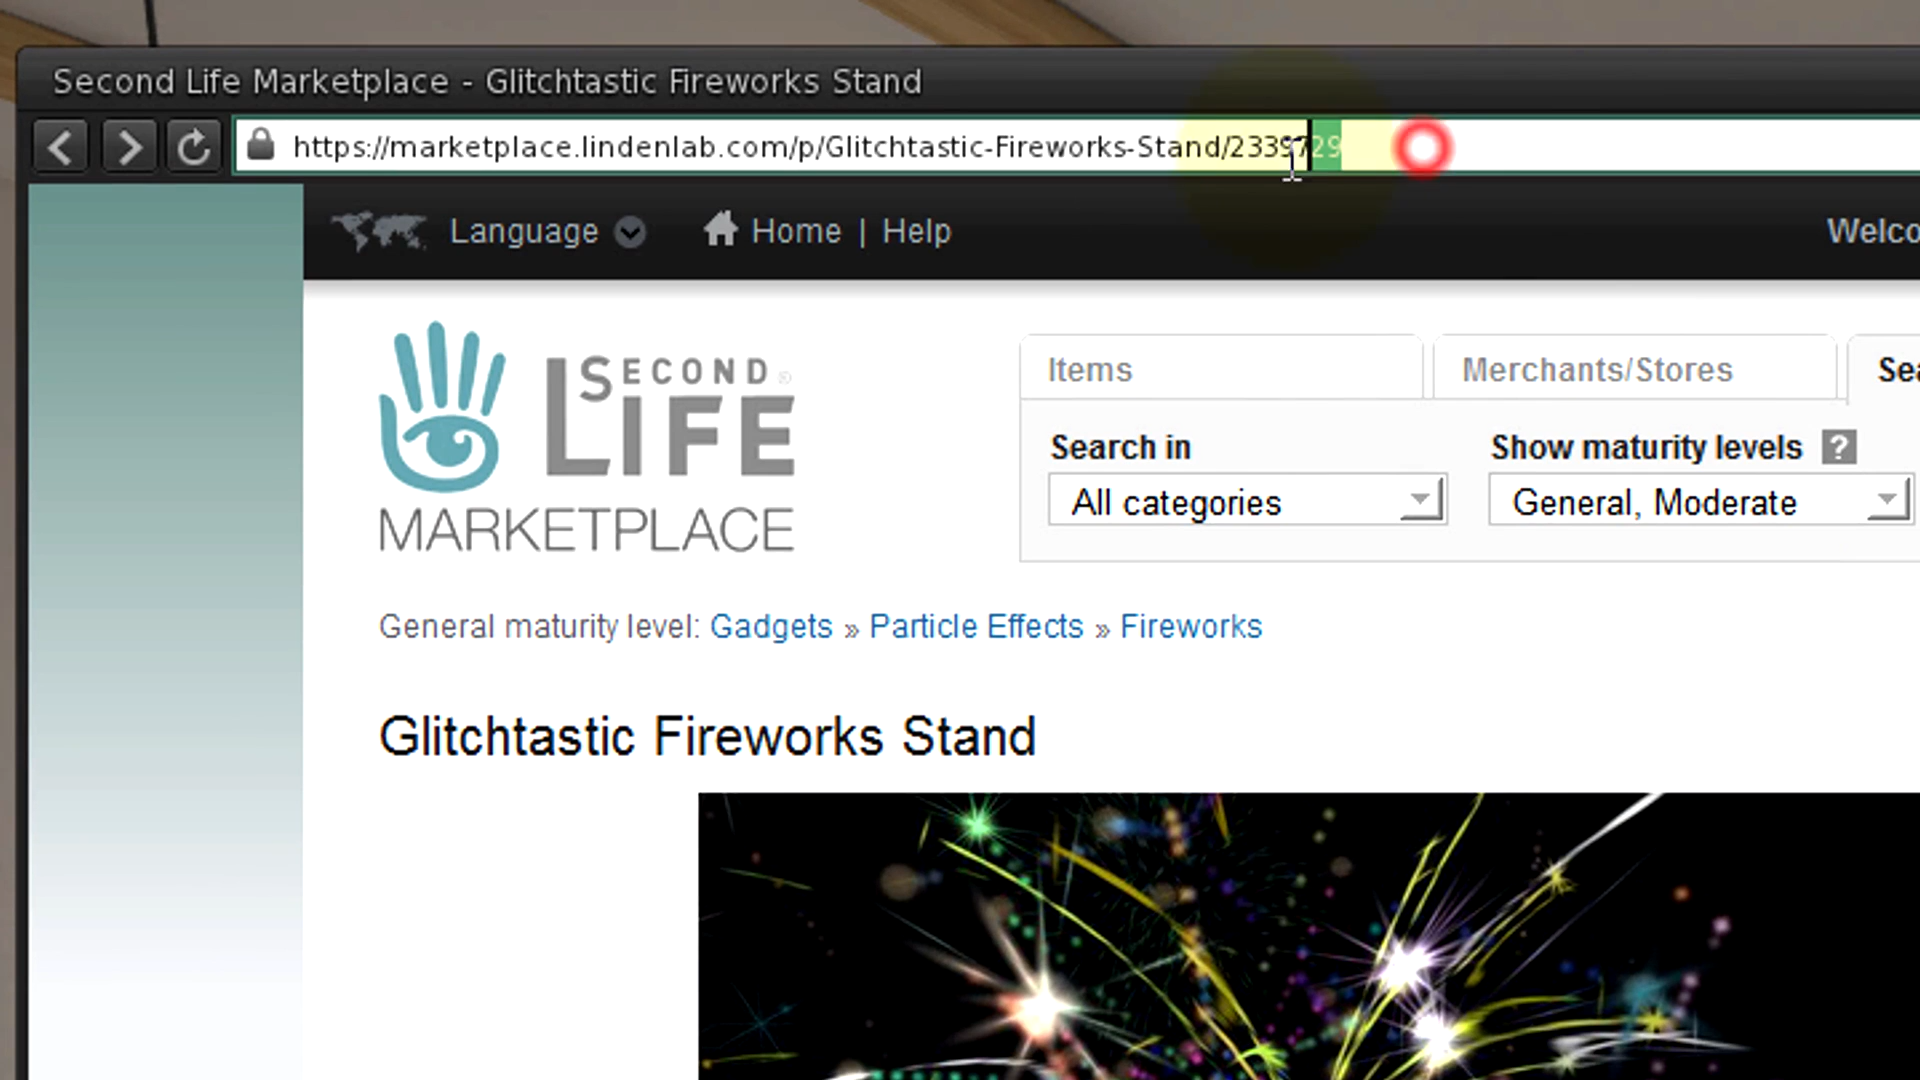 Second Life Marketplace - Glitchtastic Fireworks Stand
https://marketplace.lindenlab.com/p/Glitchtastic-Fireworks-Stand/2339729
Language Home | Help
SECOND
LIFE
MARKETPLACE
Items Merchants/Stores
Search in Show maturity levels ?
All categories General, Moderate
General maturity level: Gadgets » Particle Effects » Fireworks
Glitchtastic Fireworks Stand